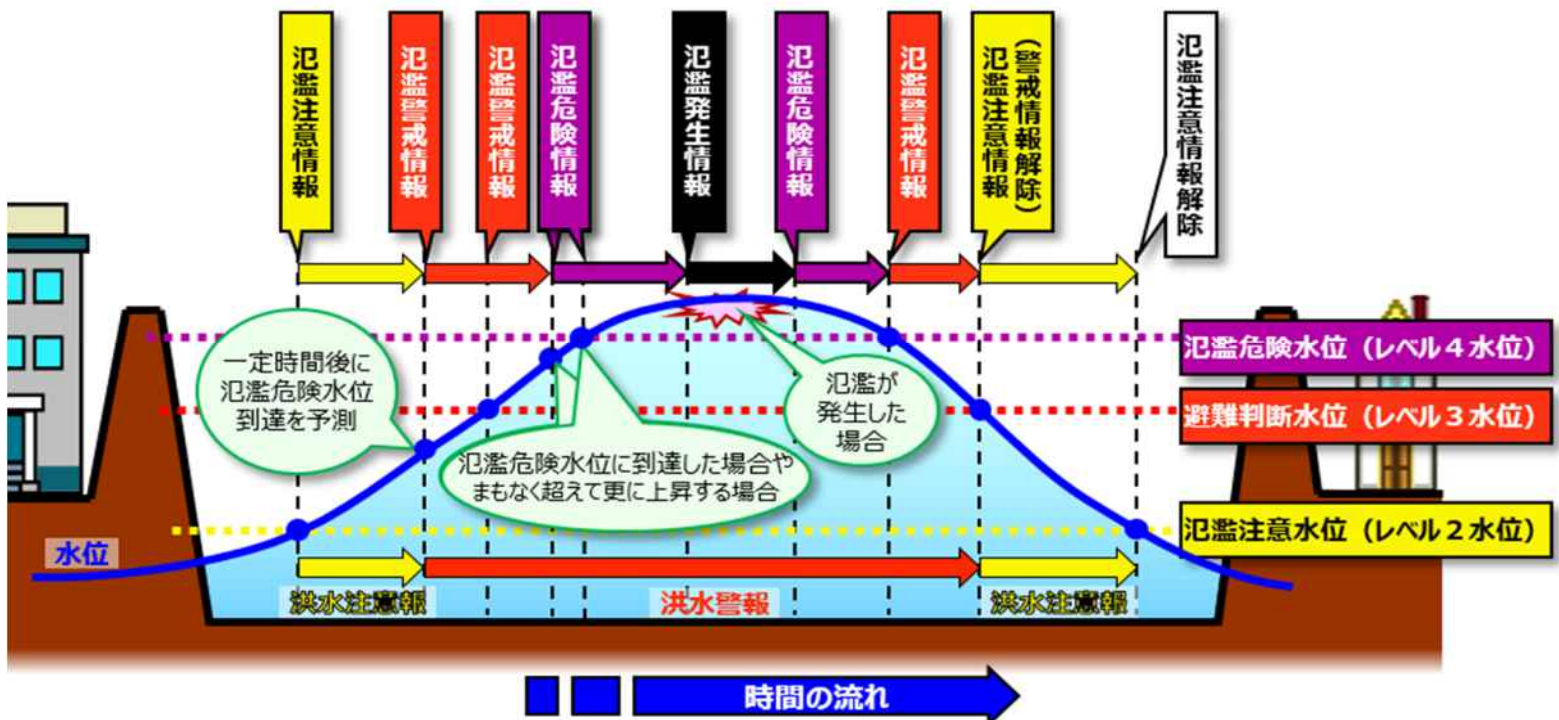 氾濫注意情報
氾濫警戒情報
氾濫警戒情報
氾濫危険情報
氾濫発生情報
氾濫危険情報
氾濫警戒情報
(警戒情報解除)
氾濫注意情報
氾濫注意情報解除
一定時間後に
氾濫危険水位
到達を予測
氾濫危険水位に到達した場合や
まもなく超えて更に上昇する場合
氾濫が
発生した
場合
氾濫危険水位(レベル4水位)
避難判断水位(レベル3水位)
氾濫注意水位(レベル2水位)
水位
洪水注意報
洪水警報
洪水注意報
時間の流れ